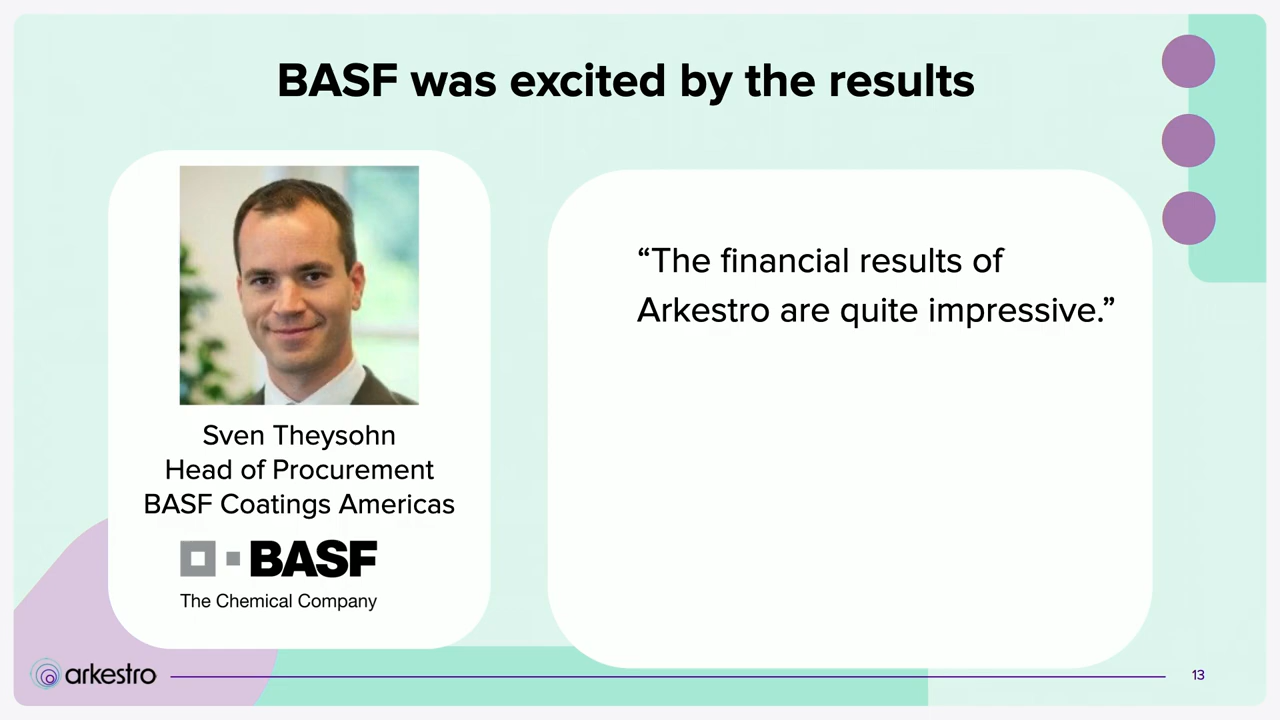 BASF was excited by the results
Sven Theysohn
Head of Procurement
BASF Coatings Americas
BASF
The Chemical Company
“The financial results of
Arkestro are quite impressive.”
arkestro
13